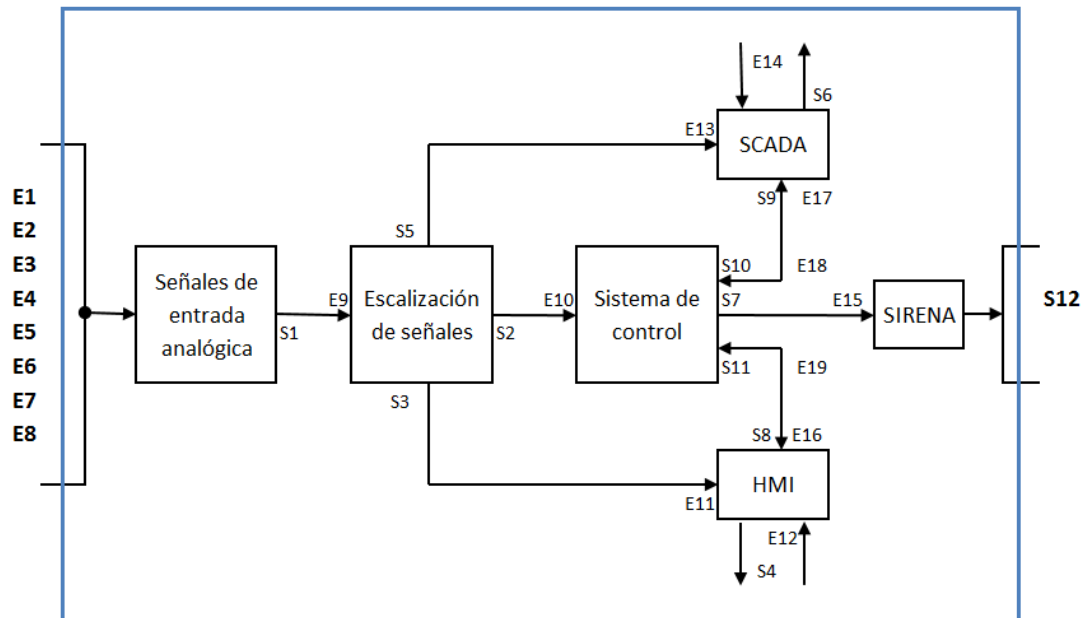 E14
S6
E13
SCADA
E1
S9
E17
E2
S5
E3
Señales de
entrada
analógica
E9
S1
Escalización
de señales
E10
S2
Sistema de
control
S10
E18
S7
E15
SIRENA
S12
E4
E5
E6
S11
E19
E7
S3
E8
S8
E16
HMI
E11
E12
S4